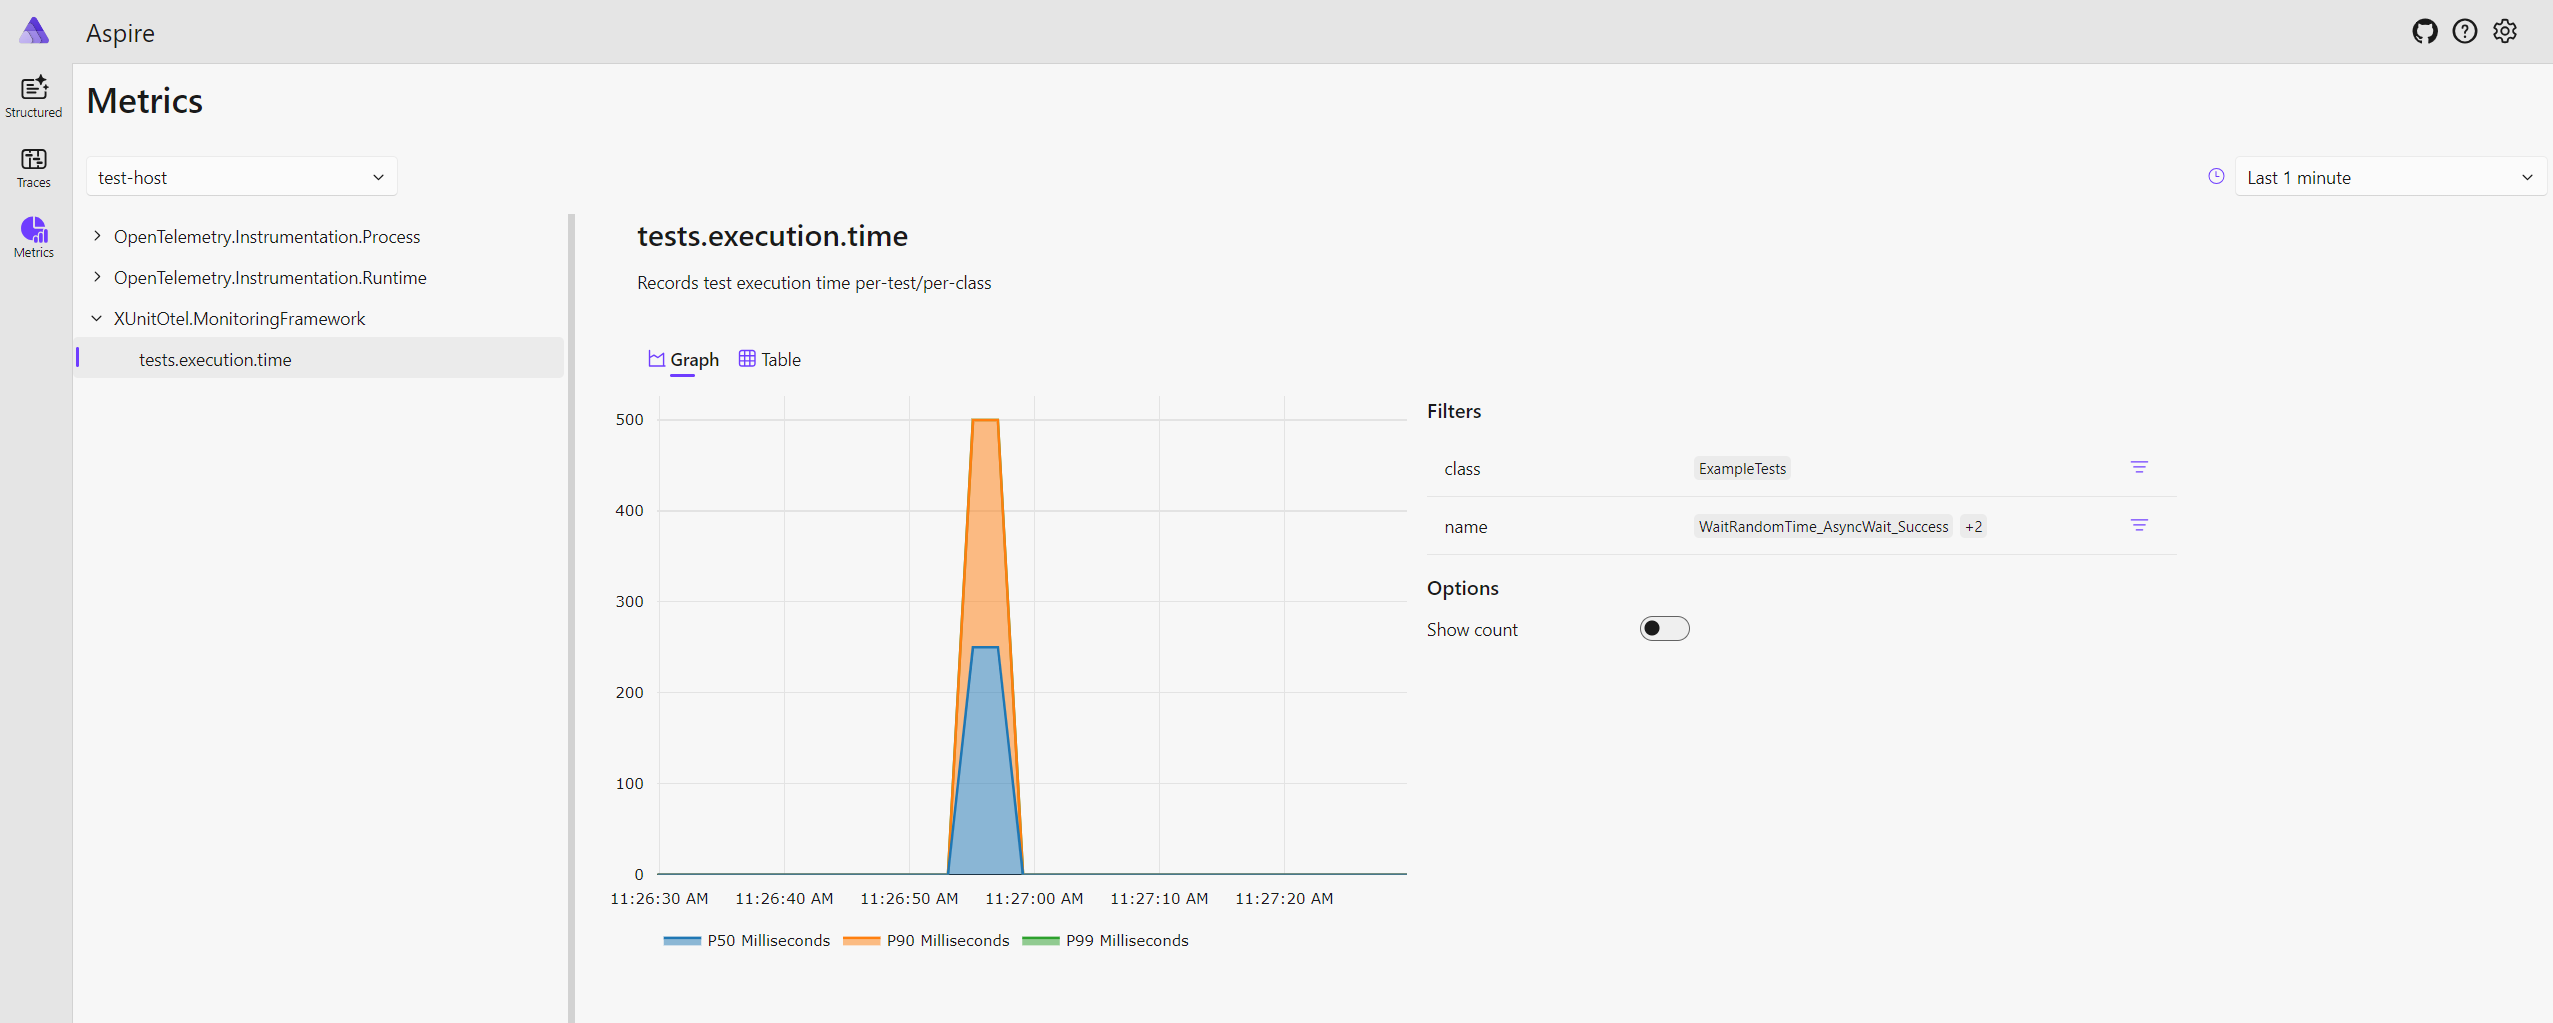 Aspire
Structured
Traces
Metrics
Metrics
test-host
Last 1 minute
OpenTelemetry.Instrumentation.Process
OpenTelemetry.Instrumentation.Runtime
XUnitOtel.MonitoringFramework
tests.execution.time
tests.execution.time
Records test execution time per-test/per-class
Graph
Table
500
400
300
200
100
0
11:26:30 AM
11:26:40 AM
11:26:50 AM
11:27:00 AM
11:27:10 AM
11:27:20 AM
P50 Milliseconds
P90 Milliseconds
P99 Milliseconds
Filters
class
ExampleTests
name
WaitRandomTime_AsyncWait_Success
+2
Options
Show count